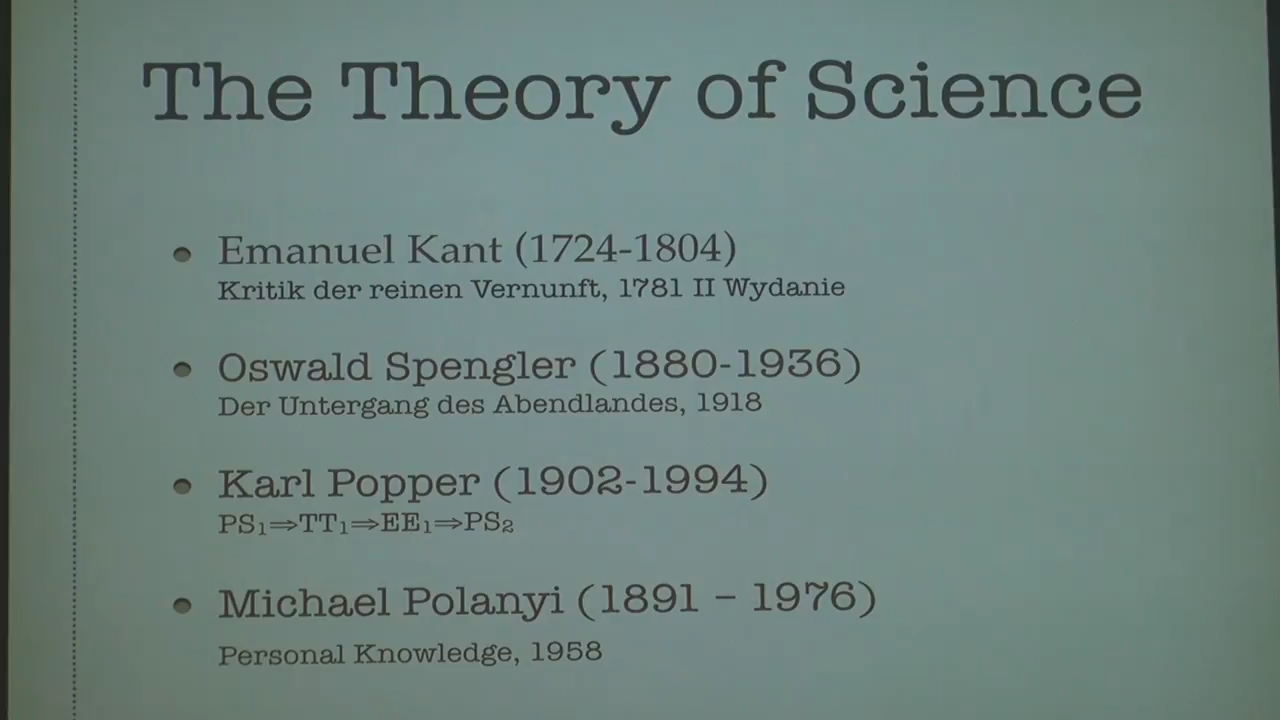 The Theory of Science
Emanuel Kant (1724-1804)
Kritik der reinen Vernunft, 1781 II Wydanie
Oswald Spengler (1880-1936)
Der Untergang des Abendlandes, 1918
Karl Popper (1902-1994)
PS₁⇒TT₁⇒EE₁⇒PS₂
Michael Polanyi (1891 – 1976)
Personal Knowledge, 1958